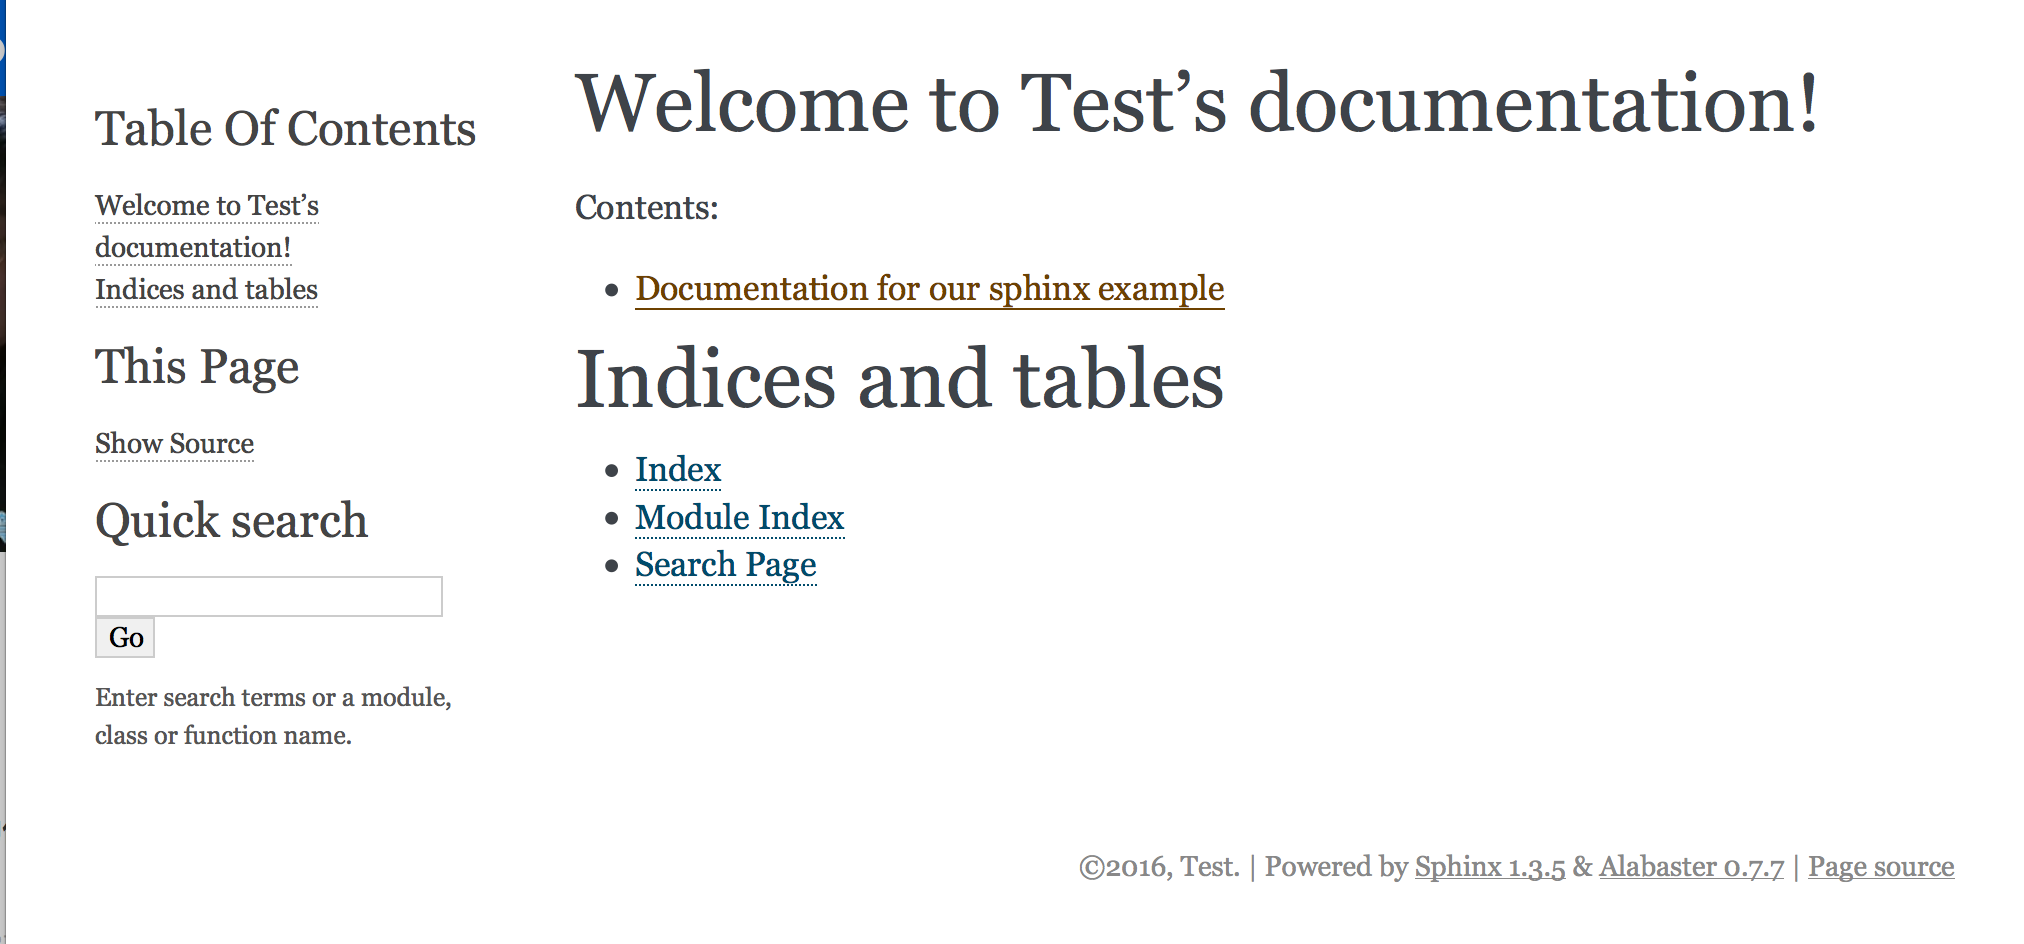 Table Of Contents
Welcome to Test’s
documentation!
Indices and tables
This Page
Show Source
Quick search
Go
Enter search terms or a module,
class or function name.
Welcome to Test’s documentation!
Contents:
Documentation for our sphinx example
Indices and tables
Index
Module Index
Search Page
©2016, Test. | Powered by Sphinx 1.3.5 & Alabaster 0.7.7 | Page source